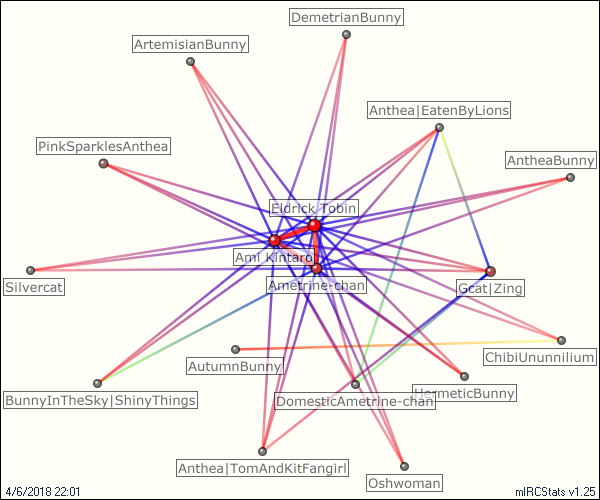 DemetrianBunny
ArtemisianBunny
Anthea|EatenByLions
PinkSparklesAnthea
AntheaBunny
Eldrick Tobin
Ami Kintaro
Ametrine-chan
Silvercat
Gcat|Zing
ChibiUnunnilium
AutumnBunny
BunnyInTheSky|ShinyThings
DomesticAmetrine-chan
HermeticBunny
Anthea|TomAndKitFangirl
Oshwoman
4/6/2018 22:01
mIRCStats v1.25